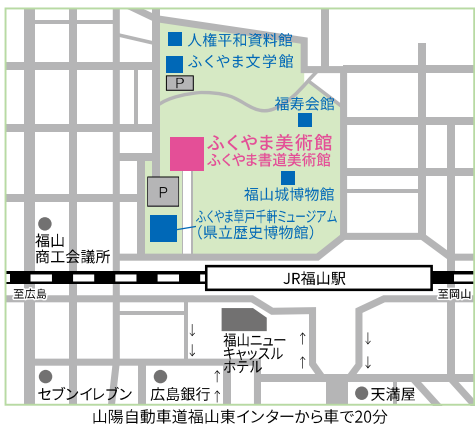 人権平和資料館
ふくやま文学館
P
福寿会館
ふくやま美術館
ふくやま書道美術館
P
福山城博物館
ふくやま草戸千軒ミュージアム
(県立歴史博物館)
福山
商工会議所
JR福山駅
至広島
至岡山
福山ニュー
キャッスル
ホテル
セブンイレブン
広島銀行
天満屋
山陽自動車道福山東インターから車で20分